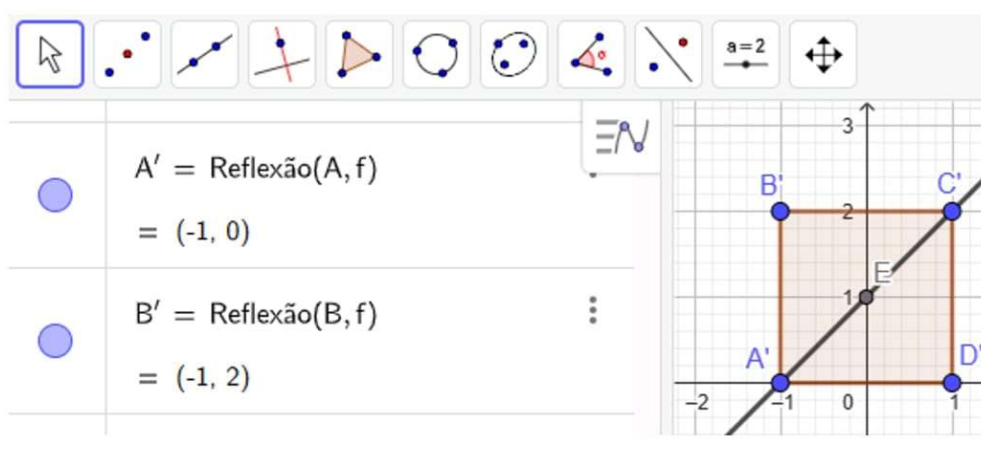 a=2
A′ = Reflexão(A, f)
= (-1, 0)
B′ = Reflexão(B, f)
= (-1, 2)
3
B' 2 C'
E
1
A' D'
–2 –1 0 1
α